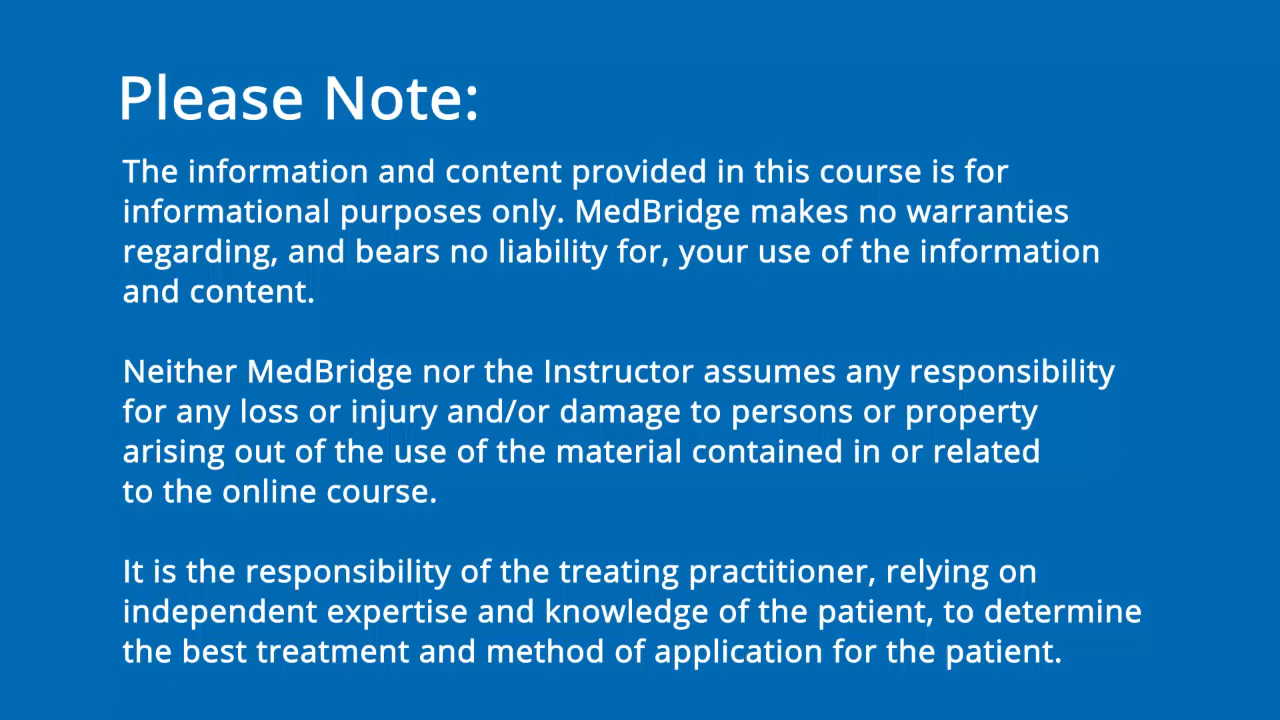 Please Note:
The information and content provided in this course is for
informational purposes only. MedBridge makes no warranties
regarding, and bears no liability for, your use of the information
and content.
Neither MedBridge nor the Instructor assumes any responsibility
for any loss or injury and/or damage to persons or property
arising out of the use of the material contained in or related
to the online course.
It is the responsibility of the treating practitioner, relying on
independent expertise and knowledge of the patient, to determine
the best treatment and method of application for the patient.